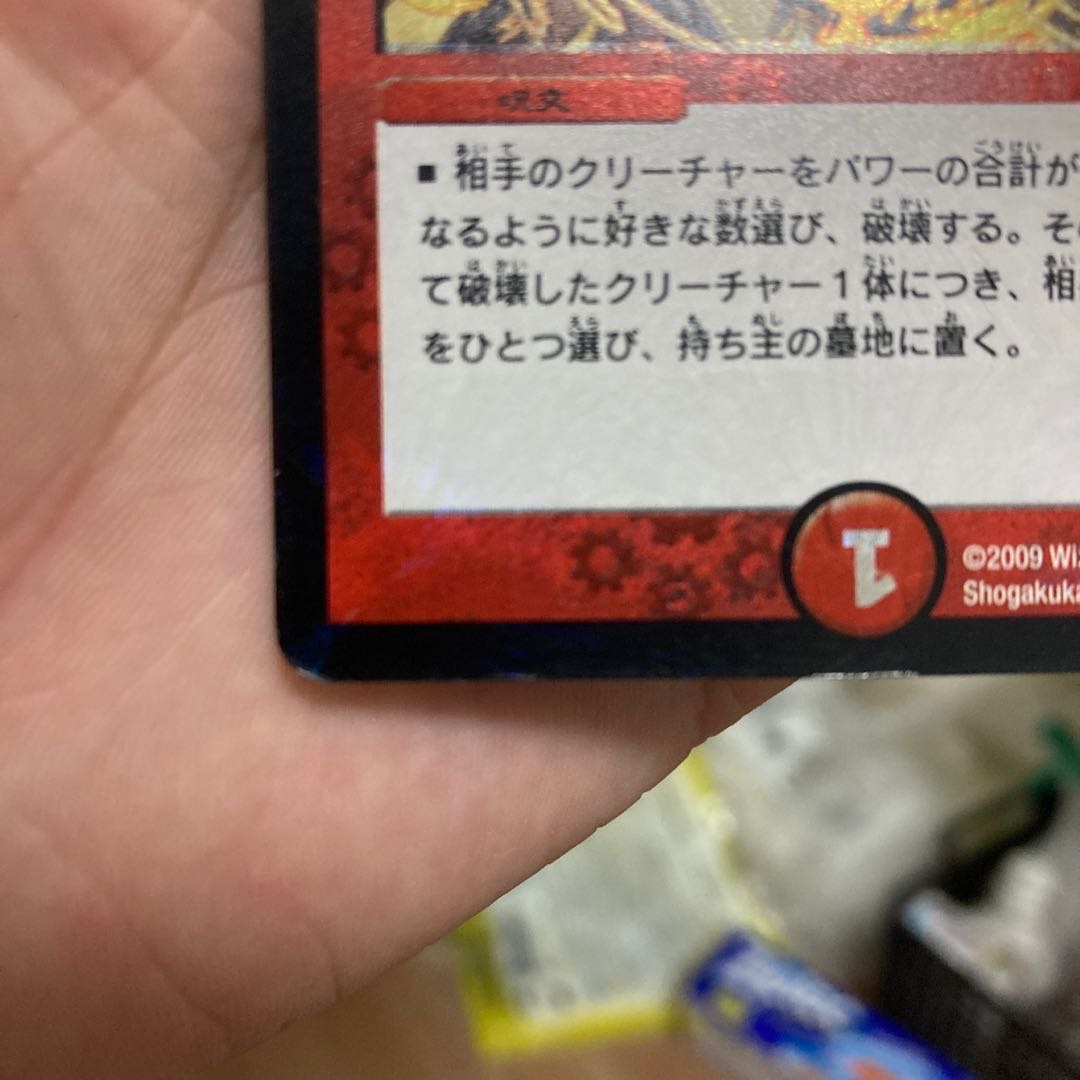 呪文
■ 相手のクリーチャーをパワーの合計が
なるように好きな数選び、破壊する。そ
て破壊したクリーチャー1体につき、相
をひとつ選び、持ち主の墓地に置く。
1
©2009 Wiz
Shogakuka